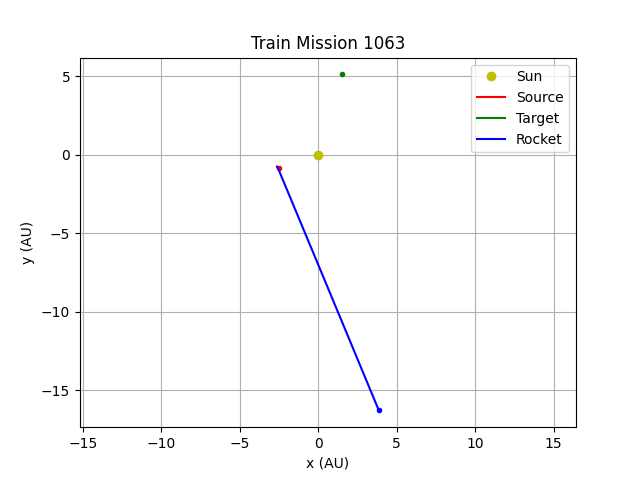 Train Mission 1063
Sun
Source
Target
Rocket
5
0
−5
−10
−15
y (AU)
−15
−10
−5
0
5
10
15
x (AU)